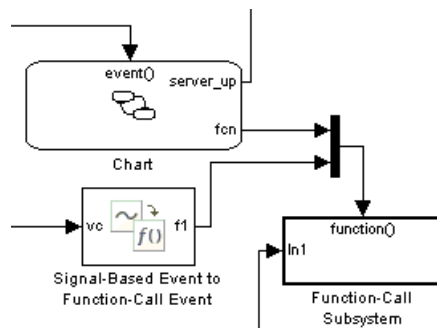 event()
server_up
fcn
Chart
vc
f()
f1
Signal-Based Event to
Function-Call Event
function()
In1
Function-Call
Subsystem